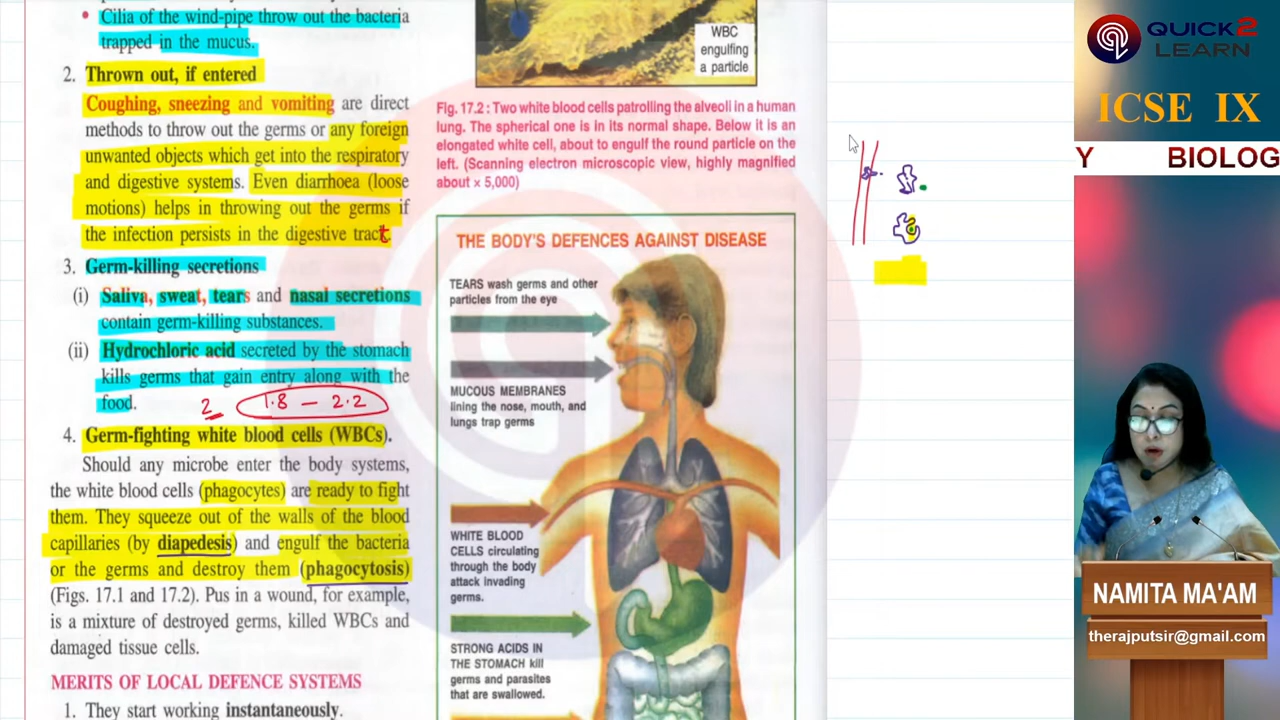 • Cilia of the wind-pipe throw out the bacteria
trapped in the mucus.
2. Thrown out, if entered
Coughing, sneezing and vomiting are direct
methods to throw out the germs or any foreign
unwanted objects which get into the respiratory
and digestive systems. Even diarrhoea (loose
motions) helps in throwing out the germs if
the infection persists in the digestive tract
3. Germ-killing secretions
(i) Saliva, sweat, tears and nasal secretions
contain germ-killing substances.
(ii) Hydrochloric acid secreted by the stomach
kills germs that gain entry along with the
food.
2 1.8 — 2.2
4. Germ-fighting white blood cells (WBCs).
Should any microbe enter the body systems,
the white blood cells (phagocytes) are ready to fight
them. They squeeze out of the walls of the blood
capillaries (by diapedesis) and engulf the bacteria
or the germs and destroy them (phagocytosis)
(Figs. 17.1 and 17.2). Pus in a wound, for example,
is a mixture of destroyed germs, killed WBCs and
damaged tissue cells.
MERITS OF LOCAL DEFENCE SYSTEMS
1. They start working instantaneously.
WBC
engulfing
a particle
Fig. 17.2 : Two white blood cells patrolling the alveoli in a human
lung. The spherical one is in its normal shape. Below it is an
elongated white cell, about to engulf the round particle on the
left. (Scanning electron microscopic view, highly magnified
about × 5,000)
THE BODY'S DEFENCES AGAINST DISEASE
TEARS wash germs and other
particles from the eye
MUCOUS MEMBRANES
lining the nose, mouth, and
lungs trap germs
WHITE BLOOD
CELLS circulating
through the body
attack invading
germs.
STRONG ACIDS IN
THE STOMACH kill
germs and parasites
that are swallowed.
QUICK2
LEARN
ICSE IX
Y BIOLOG
NAMITA MA'AM
therajputsir@gmail.com